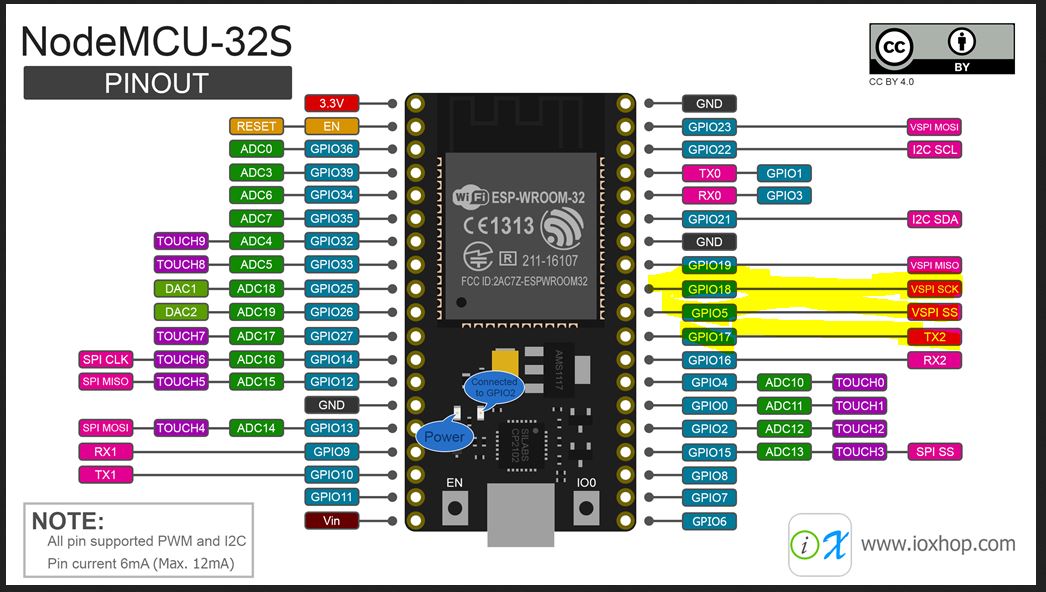 NodeMCU-32S
PINOUT
CC BY
CC BY 4.0
3.3V
RESET EN
ADC0 GPIO36
ADC3 GPIO39
ADC6 GPIO34
ADC7 GPIO35
TOUCH9 ADC4 GPIO32
TOUCH8 ADC5 GPIO33
DAC1 ADC18 GPIO25
DAC2 ADC19 GPIO26
TOUCH7 ADC17 GPIO27
SPI CLK TOUCH6 ADC16 GPIO14
SPI MISO TOUCH5 ADC15 GPIO12
GND
SPI MOSI TOUCH4 ADC14 GPIO13
RX1 GPIO9
TX1 GPIO10
GPIO11
Vin
WiFi ESP-WROOM-32
CE1313
R 211-16107
FCC ID:2AC7Z-ESPWROOM32
AMS1117
Connected
to GPIO2
Power
SILABS
CP2102
EN IO0
GND
GPIO23 VSPI MOSI
GPIO22 I2C SCL
TX0 GPIO1
RX0 GPIO3
GPIO21 I2C SDA
GND
GPIO19 VSPI MISO
GPIO18 VSPI SCK
GPIO5 VSPI SS
GPIO17 TX2
GPIO16 RX2
GPIO4 ADC10 TOUCH0
GPIO0 ADC11 TOUCH1
GPIO2 ADC12 TOUCH2
GPIO15 ADC13 TOUCH3 SPI SS
GPIO8
GPIO7
GPIO6
NOTE:
All pin supported PWM and I2C
Pin current 6mA (Max. 12mA)
iX www.ioxhop.com